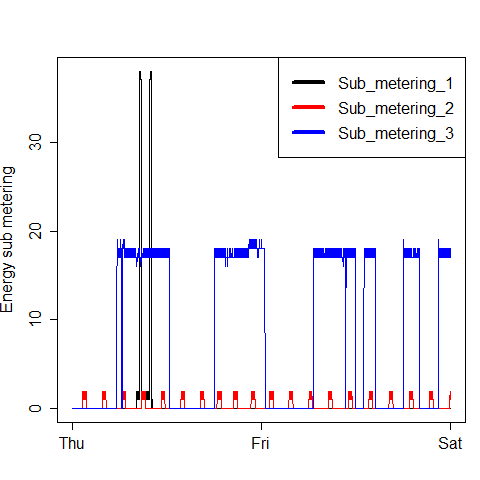 Sub_metering_1
Sub_metering_2
Sub_metering_3
Energy sub metering
30
20
10
0
Thu Fri Sat